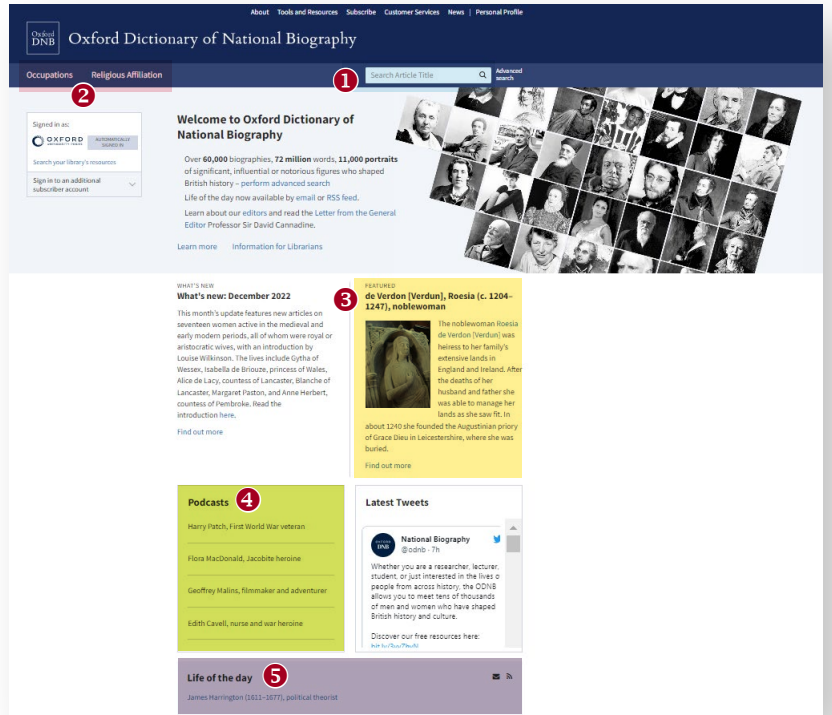 About Tools and Resources Subscribe Customer Services News | Personal Profile
Oxford
DNB
Oxford Dictionary of National Biography
Occupations Religious Affiliation
1
Search Article Title
Advanced
search
2
Signed in as:
OXFORD
AUTOMATICALLY
SIGNED IN
Search your library's resources
Sign in to an additional
subscriber account
Welcome to Oxford Dictionary of
National Biography
Over 60,000 biographies, 72 million words, 11,000 portraits
of significant, influential or notorious figures who shaped
British history – perform advanced search
Life of the day now available by email or RSS feed.
Learn about our editors and read the Letter from the General
Editor Professor Sir David Cannadine.
Learn more Information for Librarians
WHAT'S NEW
What's new: December 2022
This month's update features new articles on
seventeen women active in the medieval and
early modern periods, all of whom were royal or
aristocratic wives, with an introduction by
Louise Wilkinson. The lives include Gytha of
Wessex, Isabella de Briouze, princess of Wales,
Alice de Lacy, countess of Lancaster, Blanche of
Lancaster, Margaret Paston, and Anne Herbert,
countess of Pembroke. Read the
introduction here.
Find out more
3
FEATURED
de Verdon [Verdun], Roesia (c. 1204–
1247), noblewoman
The noblewoman Roesia
de Verdon [Verdun] was
heiress to her family's
extensive lands in
England and Ireland. After
the deaths of her
husband and father she
was able to manage her
lands as she saw fit. In
about 1240 she founded the Augustinian priory
of Grace Dieu in Leicestershire, where she was
buried.
Find out more
Podcasts
4
Harry Patch, First World War veteran
Flora MacDonald, Jacobite heroine
Geoffrey Malins, filmmaker and adventurer
Edith Cavell, nurse and war heroine
Latest Tweets
National Biography
@odnb · 7h
Whether you are a researcher, lecturer,
student, or just interested in the lives o
people from across history, the ODNB
allows you to meet tens of thousands
of men and women who have shaped
British history and culture.
Discover our free resources here:
Life of the day
5
James Harrington (1611–1677), political theorist